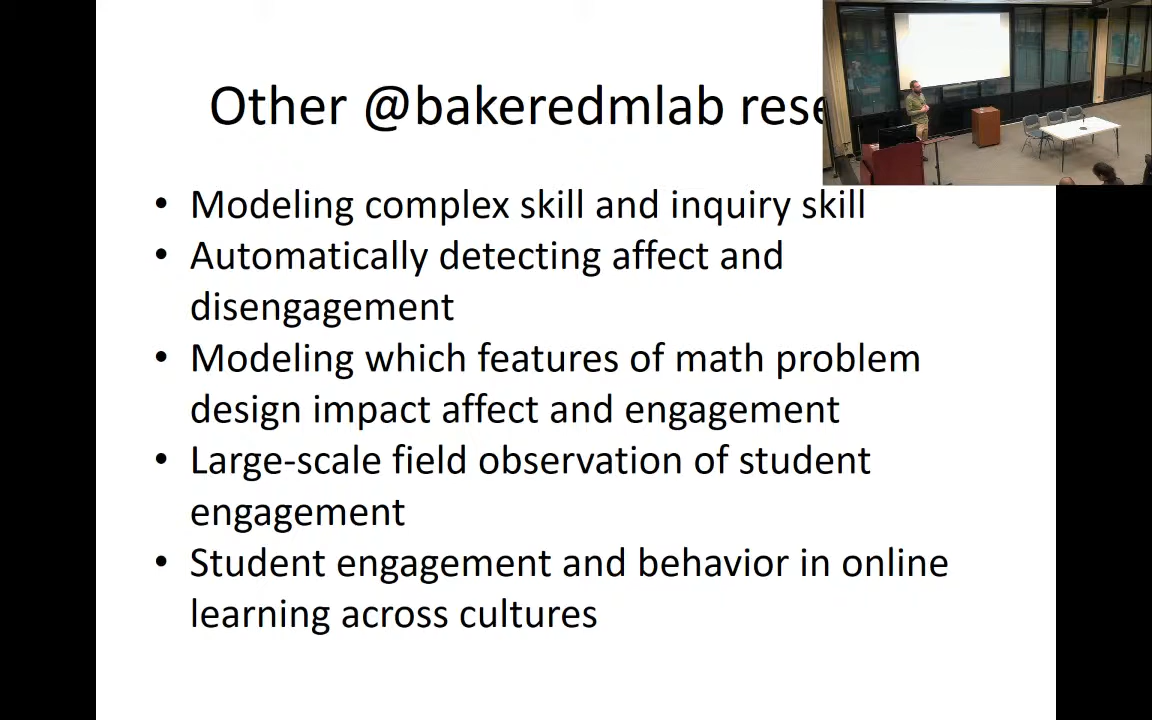 Other @bakeredmlab rese
• Modeling complex skill and inquiry skill
• Automatically detecting affect and
disengagement
• Modeling which features of math problem
design impact affect and engagement
• Large-scale field observation of student
engagement
• Student engagement and behavior in online
learning across cultures